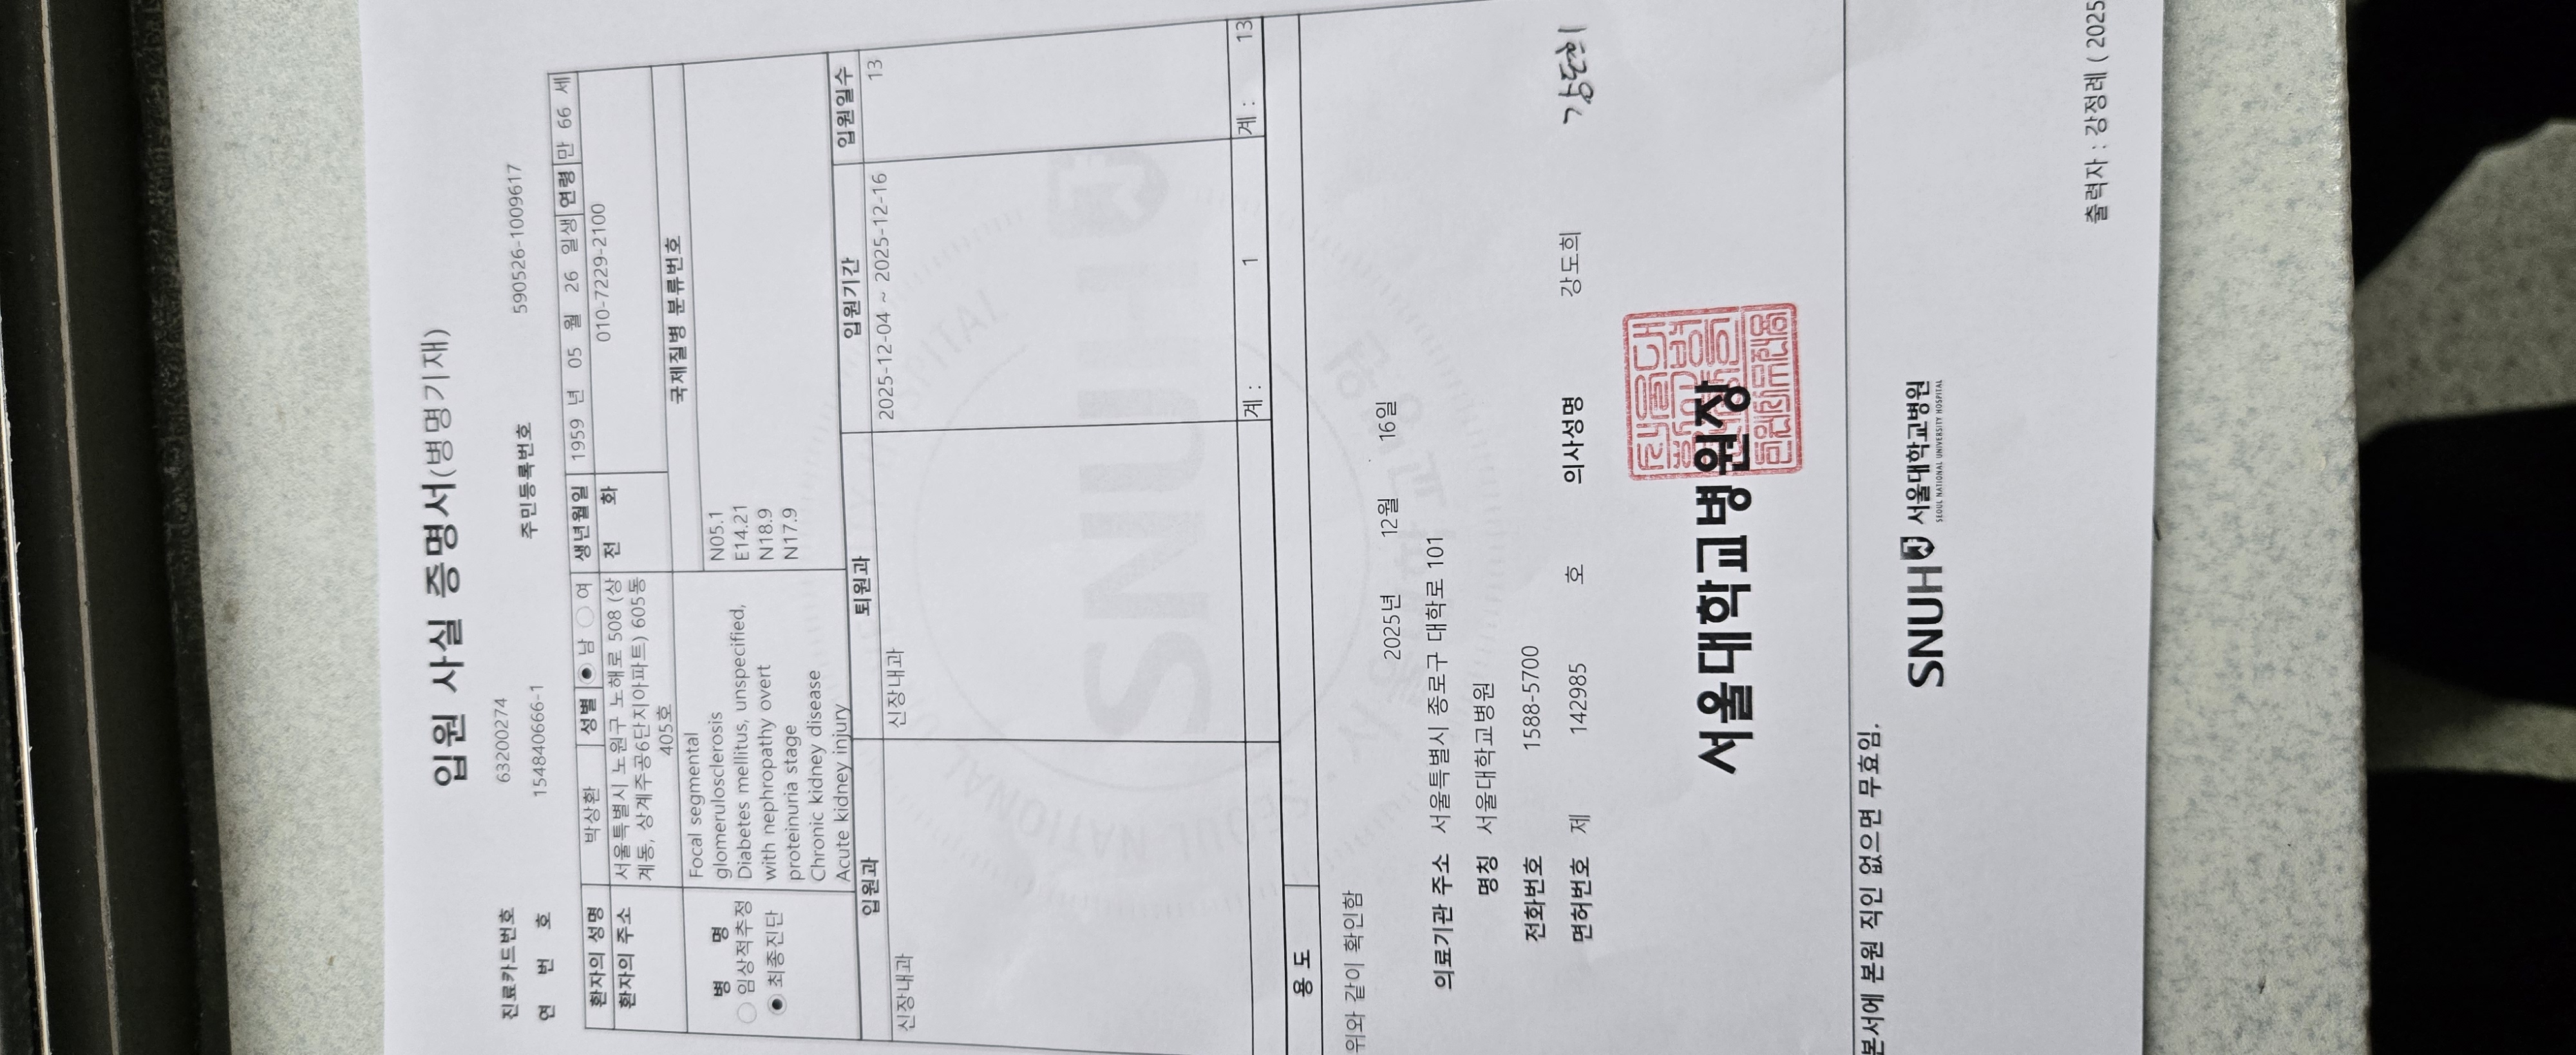 입원 사실 증명서(병명기재)
진료카드번호 63200274
연 번 호 1548406666-1 주민등록번호 590526-1009617
환자의 성명 박상환 성별 남 여 생년월일 1959 년 05 월 26 일생 연령 만 66 세
환자의 주소 서울특별시 노원구 노해로 508 (상
계동, 상계주공6단지아파트) 605동
405호 전 화 010-7229-2100
병 명
임상적추정
최종진단
국제질병 분류번호
Focal segmental
glomerulosclerosis N05.1
Diabetes mellitus, unspecified, E14.21
with nephropathy overt N18.9
proteinuria stage N17.9
Chronic kidney disease
Acute kidney injury
입원과 퇴원과 입원기간 입원일수
신장내과 신장내과 2025-12-04 ~ 2025-12-16 13
계 : 1 계 : 13
용 도
위와 같이 확인함
2025년 12월 16일
의료기관 주소 서울특별시 종로구 대학로 101
명칭 서울대학교병원
전화번호 1588-5700
면허번호 제 142985 호 의사성명 강도희 강도희
서울대학교병원장
본서에 본원 직인 없으면 무효임.
SNUH 서울대학교병원
SEOUL NATIONAL UNIVERSITY HOSPITAL
출력자 : 강정례 ( 2025